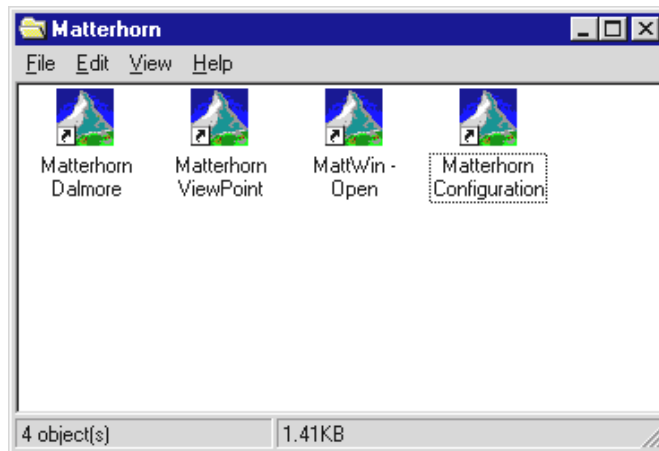 Matterhorn
File Edit View Help
Matterhorn Dalmore
Matterhorn ViewPoint
MattWin - Open
Matterhorn Configuration
4 object(s) 1.41KB